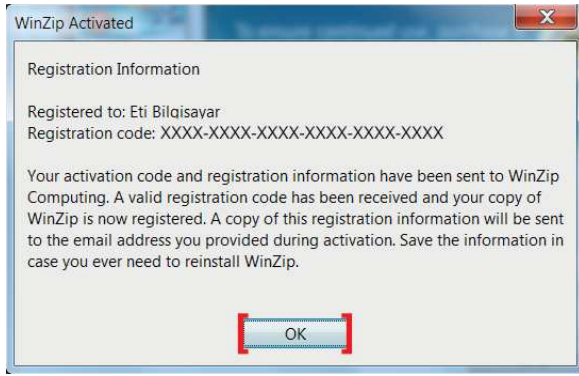 WinZip Activated
Registration Information
Registered to: Eti Bilgisayar
Registration code: XXXX-XXXX-XXXX-XXXX-XXXX-XXXX
Your activation code and registration information have been sent to WinZip
Computing. A valid registration code has been received and your copy of
WinZip is now registered. A copy of this registration information will be sent
to the email address you provided during activation. Save the information in
case you ever need to reinstall WinZip.
OK